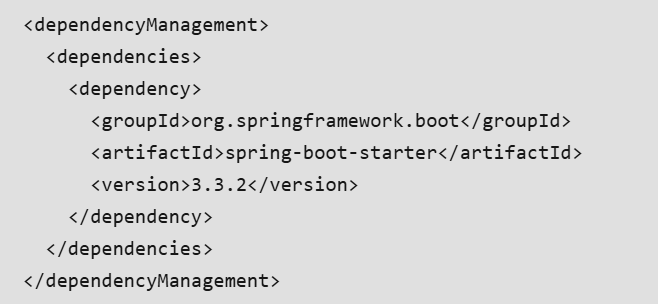 <dependencyManagement>
  <dependencies>
    <dependency>
      <groupId>org.springframework.boot</groupId>
      <artifactId>spring-boot-starter</artifactId>
      <version>3.3.2</version>
    </dependency>
  </dependencies>
</dependencyManagement>